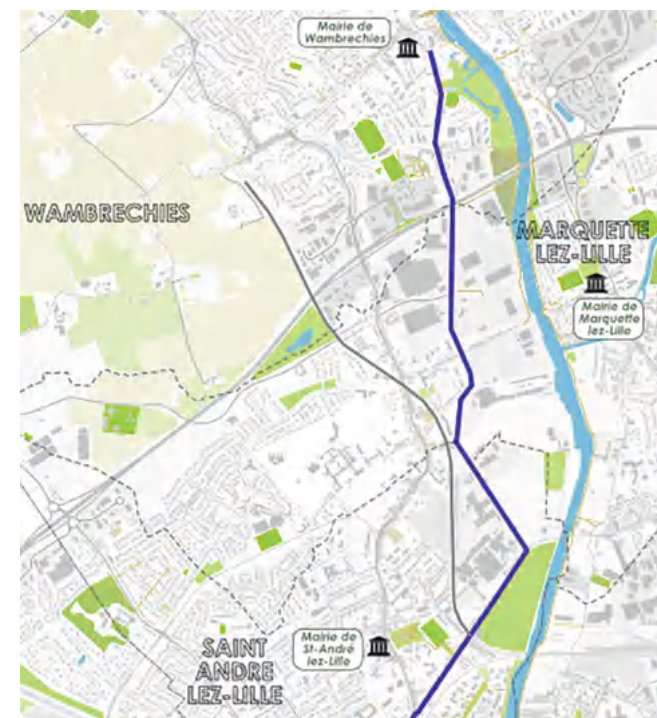 Mairie de
Wambrechies
WAMBRECHIES
MARQUETTE
LEZ-LILLE
Mairie de
Marquette
lez-Lille
SAINT
ANDRE
LEZ-LILLE
Mairie de
St-André
lez-Lille